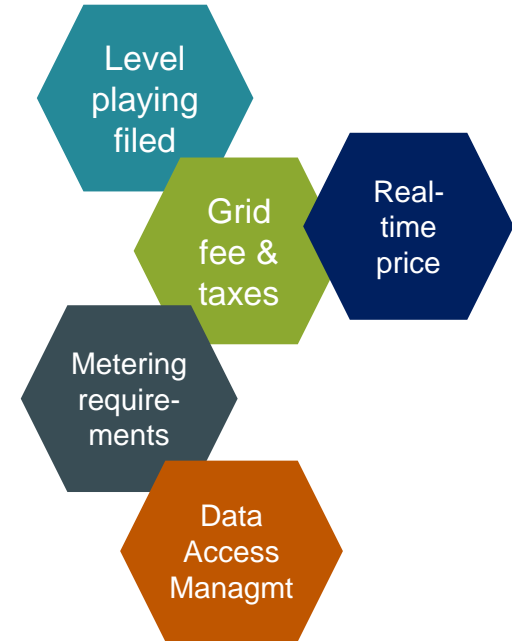 Level
playing
filed
Grid
fee &
taxes
Real-
time
price
Metering
require-
ments
Data
Access
Managmt